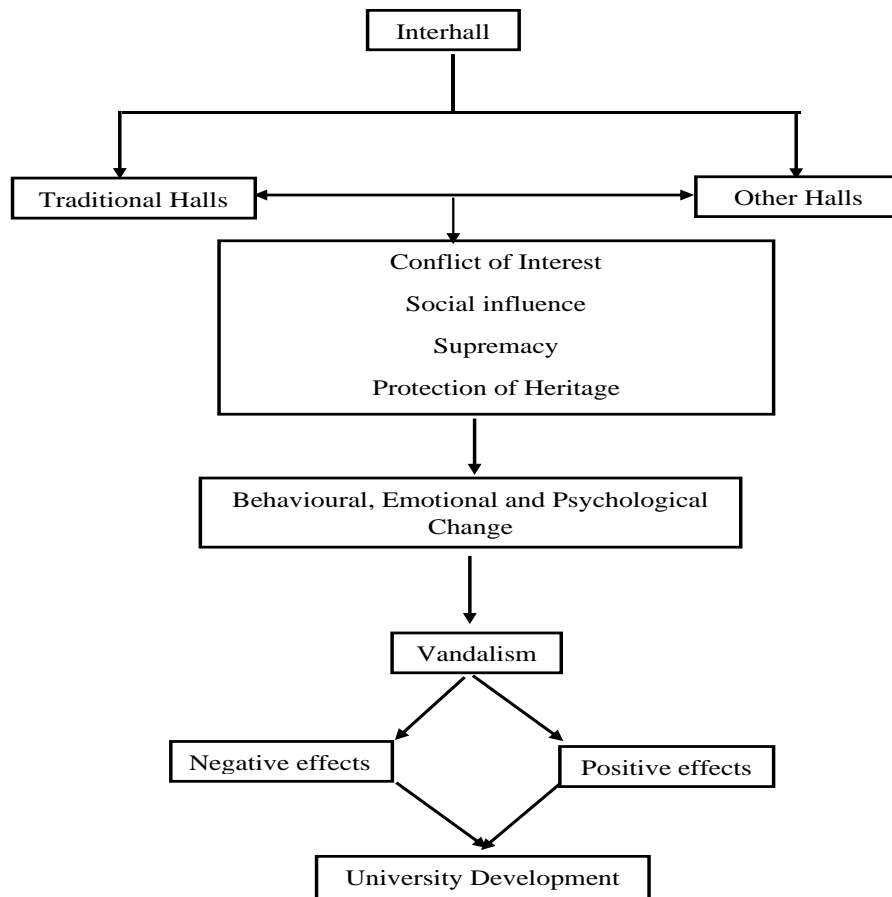 Interhall
Traditional Halls
Other Halls
Conflict of Interest
Social influence
Supremacy
Protection of Heritage
Behavioural, Emotional and Psychological
Change
Vandalism
Negative effects
Positive effects
University Development